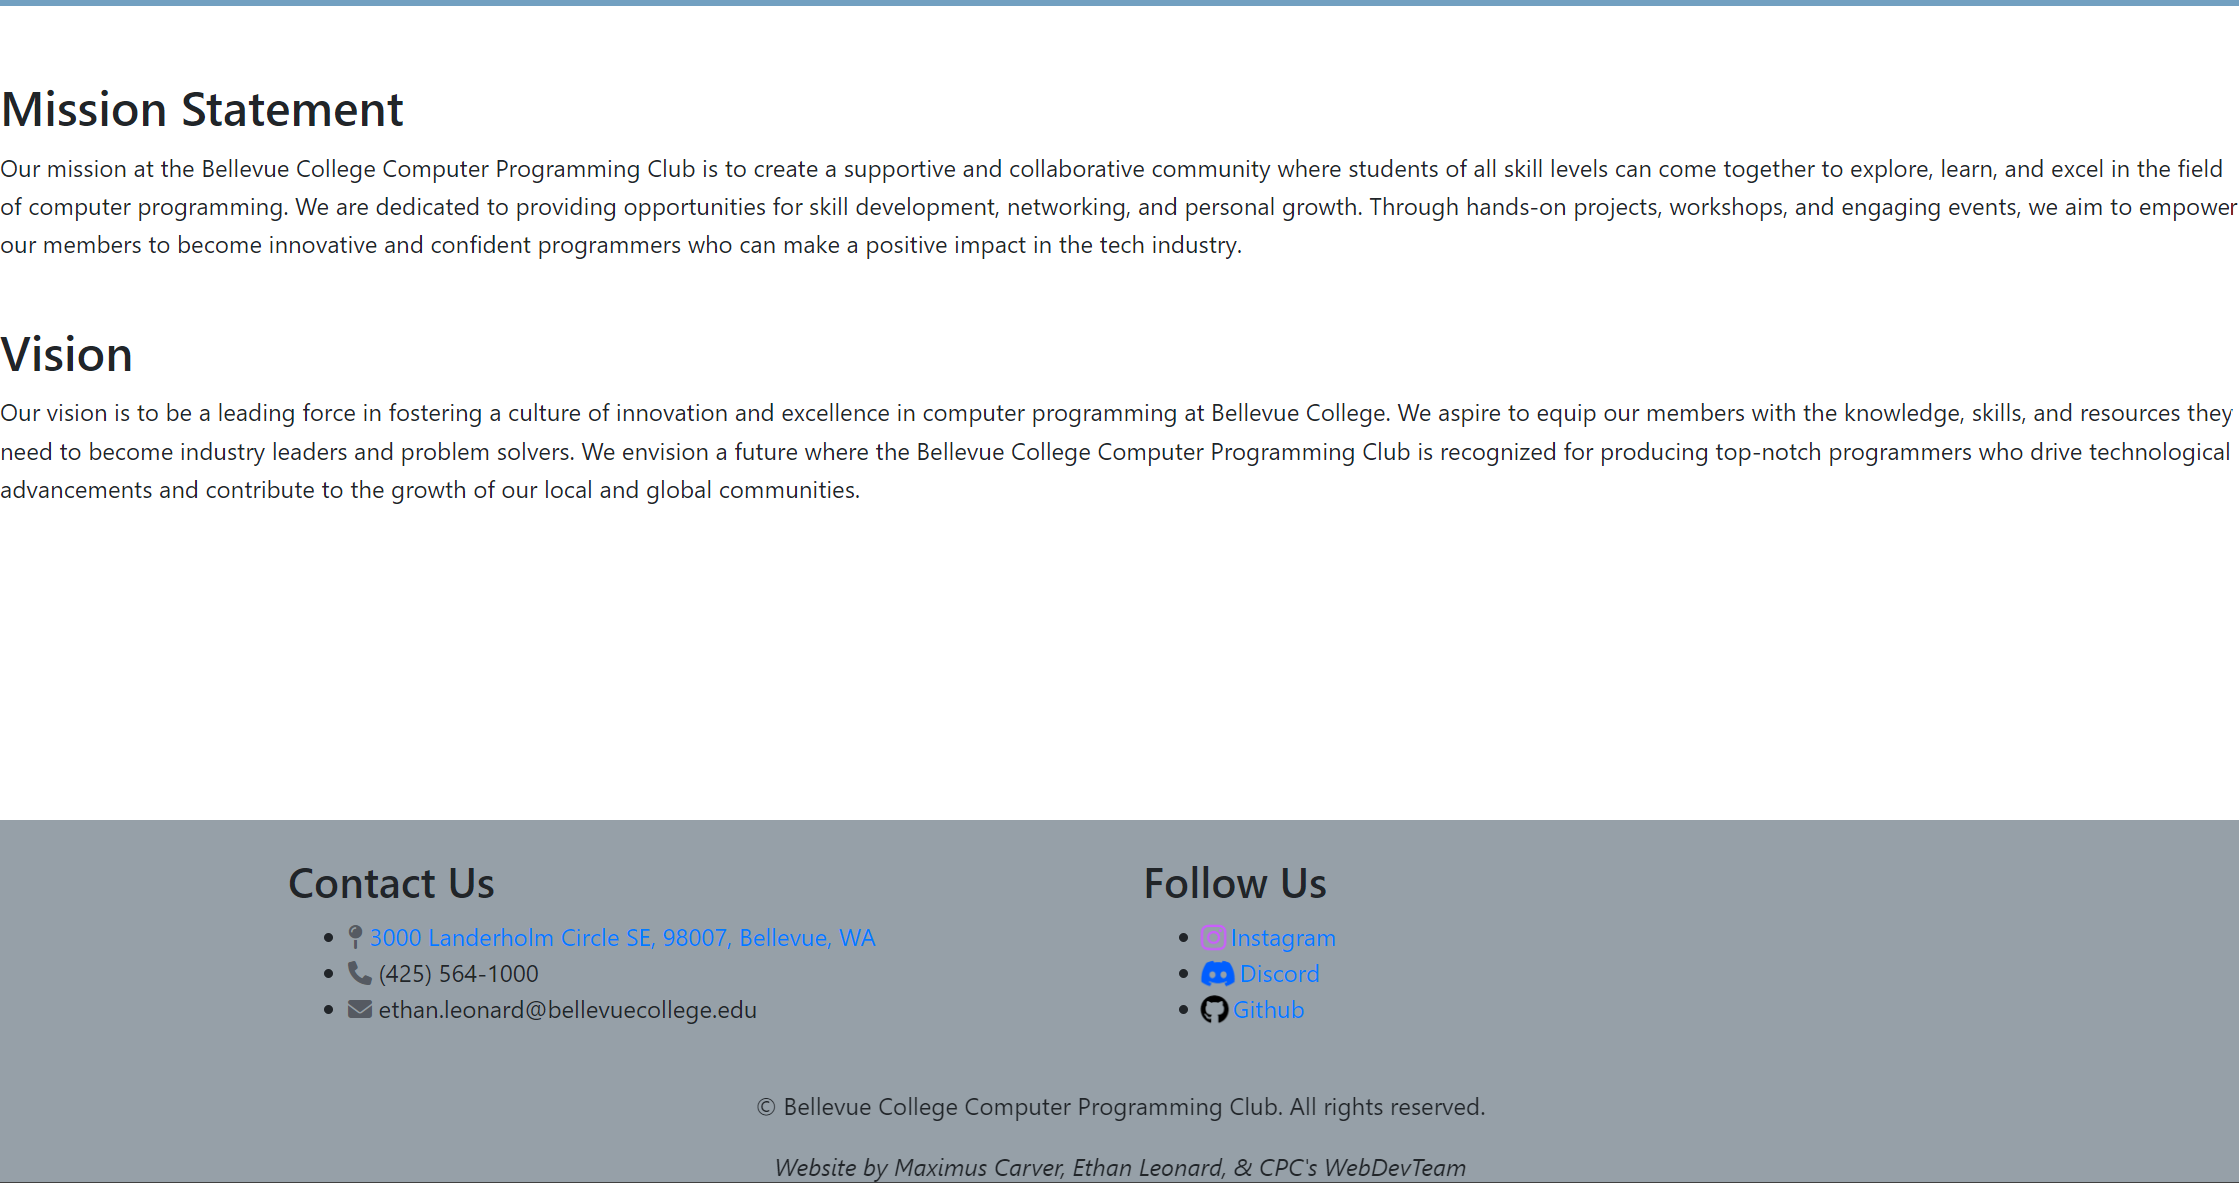 Mission Statement
Our mission at the Bellevue College Computer Programming Club is to create a supportive and collaborative community where students of all skill levels can come together to explore, learn, and excel in the field
of computer programming. We are dedicated to providing opportunities for skill development, networking, and personal growth. Through hands-on projects, workshops, and engaging events, we aim to empower
our members to become innovative and confident programmers who can make a positive impact in the tech industry.
Vision
Our vision is to be a leading force in fostering a culture of innovation and excellence in computer programming at Bellevue College. We aspire to equip our members with the knowledge, skills, and resources they
need to become industry leaders and problem solvers. We envision a future where the Bellevue College Computer Programming Club is recognized for producing top-notch programmers who drive technological
advancements and contribute to the growth of our local and global communities.
Contact Us
3000 Landerholm Circle SE, 98007, Bellevue, WA
(425) 564-1000
ethan.leonard@bellevuecollege.edu
Follow Us
Instagram
Discord
Github
© Bellevue College Computer Programming Club. All rights reserved.
Website by Maximus Carver, Ethan Leonard, & CPC's WebDevTeam